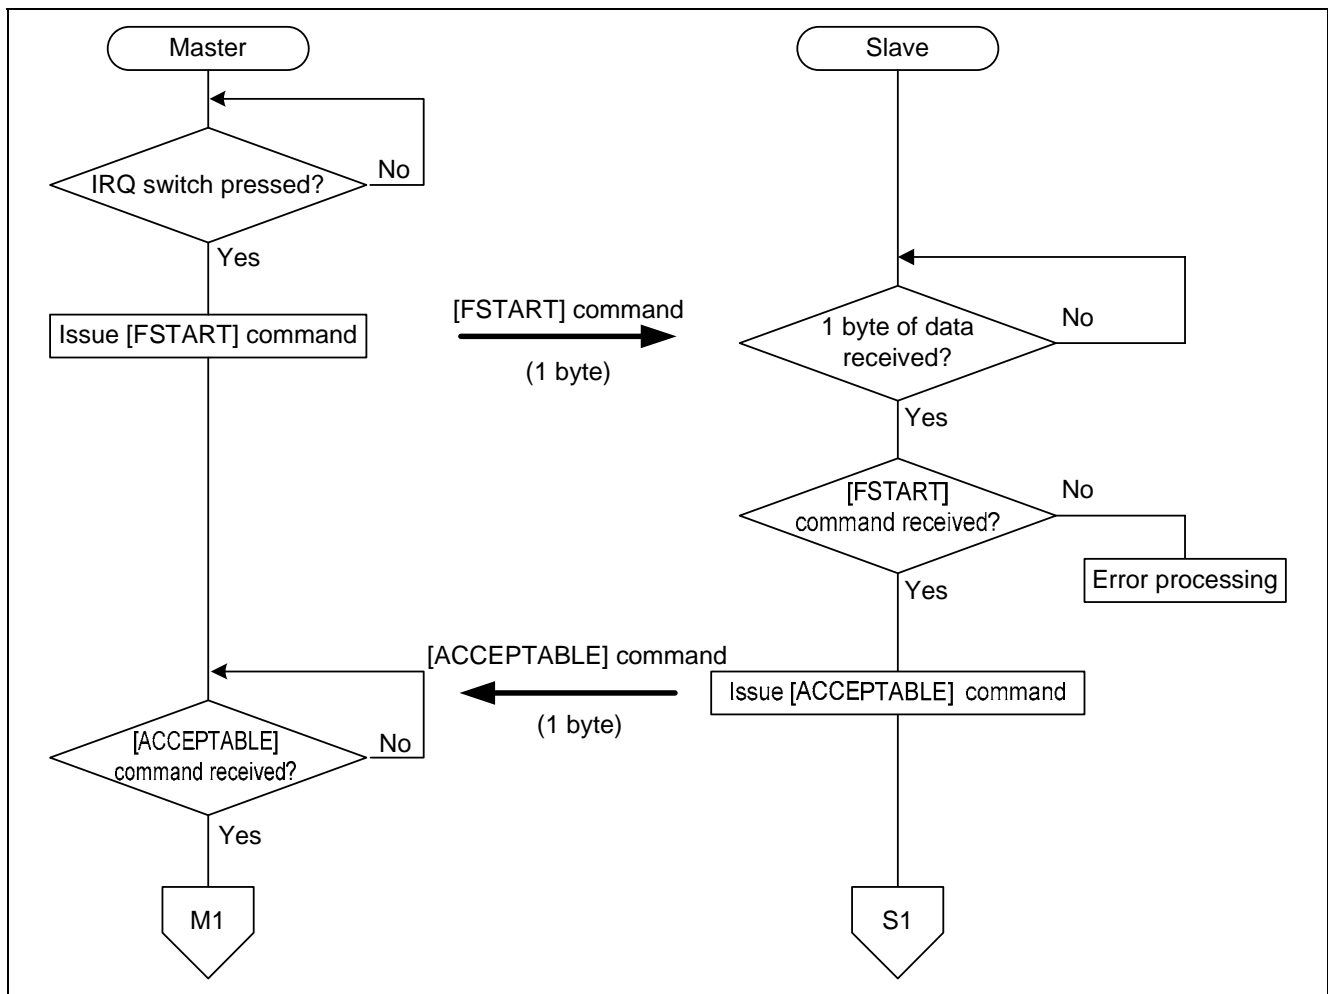 Master
IRQ switch pressed?
No
Yes
Issue [FSTART] command
[ACCEPTABLE]
command received?
No
Yes
M1
[FSTART] command
(1 byte)
[ACCEPTABLE] command
(1 byte)
Slave
1 byte of data
received?
No
Yes
[FSTART]
command received?
No
Error processing
Yes
Issue [ACCEPTABLE] command
S1